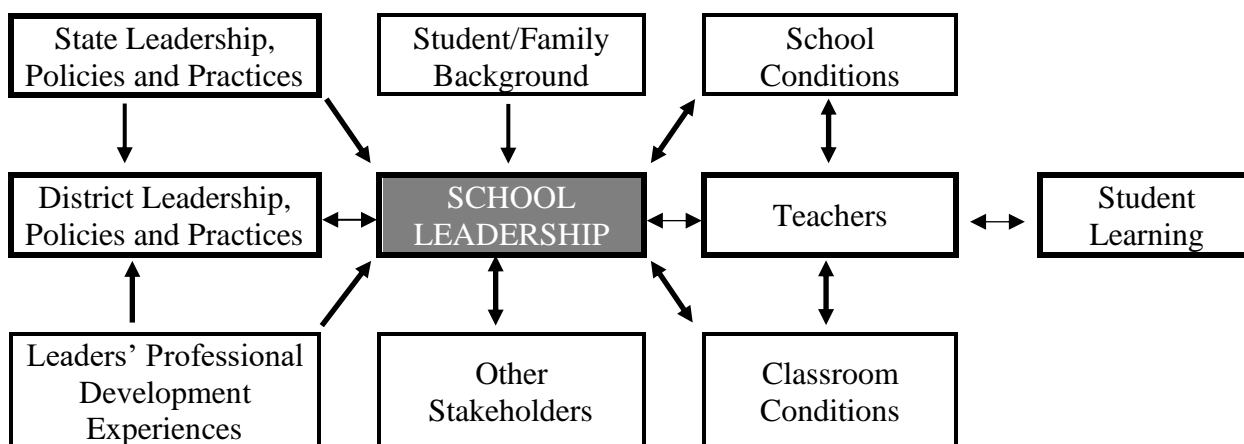 State Leadership,
Policies and Practices
Student/Family
Background
School
Conditions
District Leadership,
Policies and Practices
SCHOOL
LEADERSHIP
Teachers
Student
Learning
Leaders’ Professional
Development
Experiences
Other
Stakeholders
Classroom
Conditions